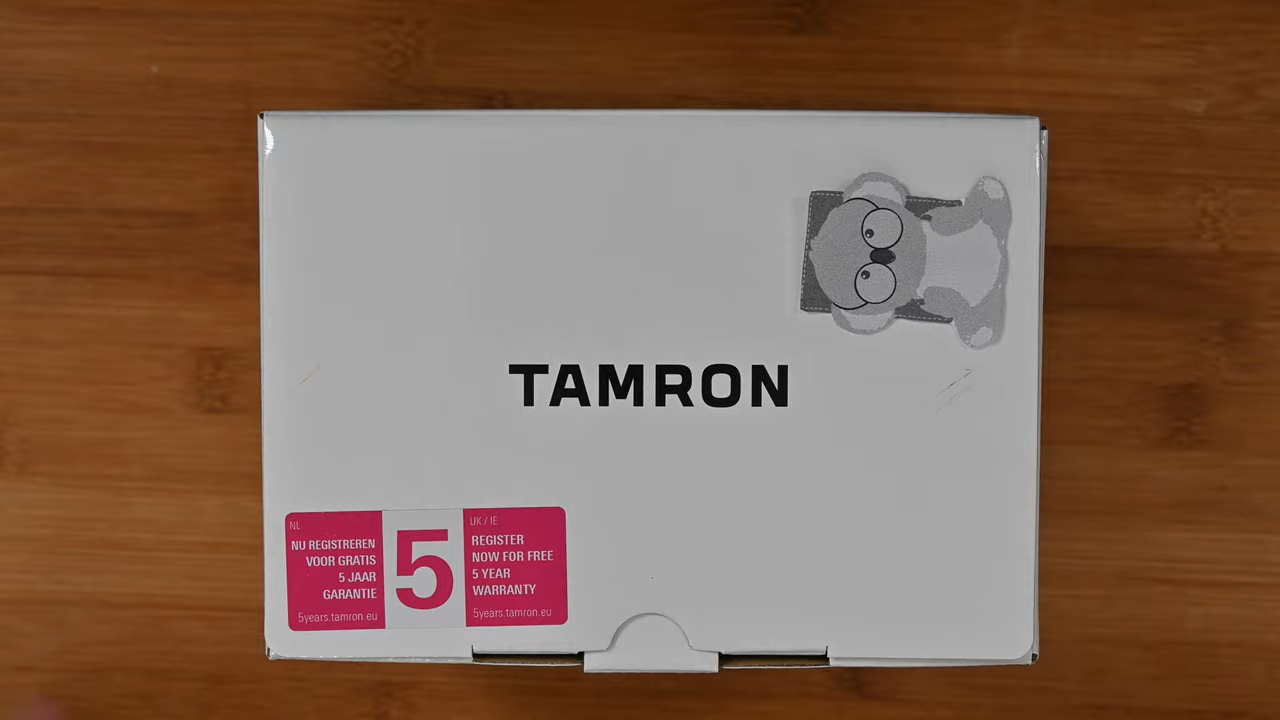 TAMRON
NL
NU REGISTREREN
VOOR GRATIS
5 JAAR
GARANTIE
5years.tamron.eu
5
UK / IE
REGISTER
NOW FOR FREE
5 YEAR
WARRANTY
5years.tamron.eu